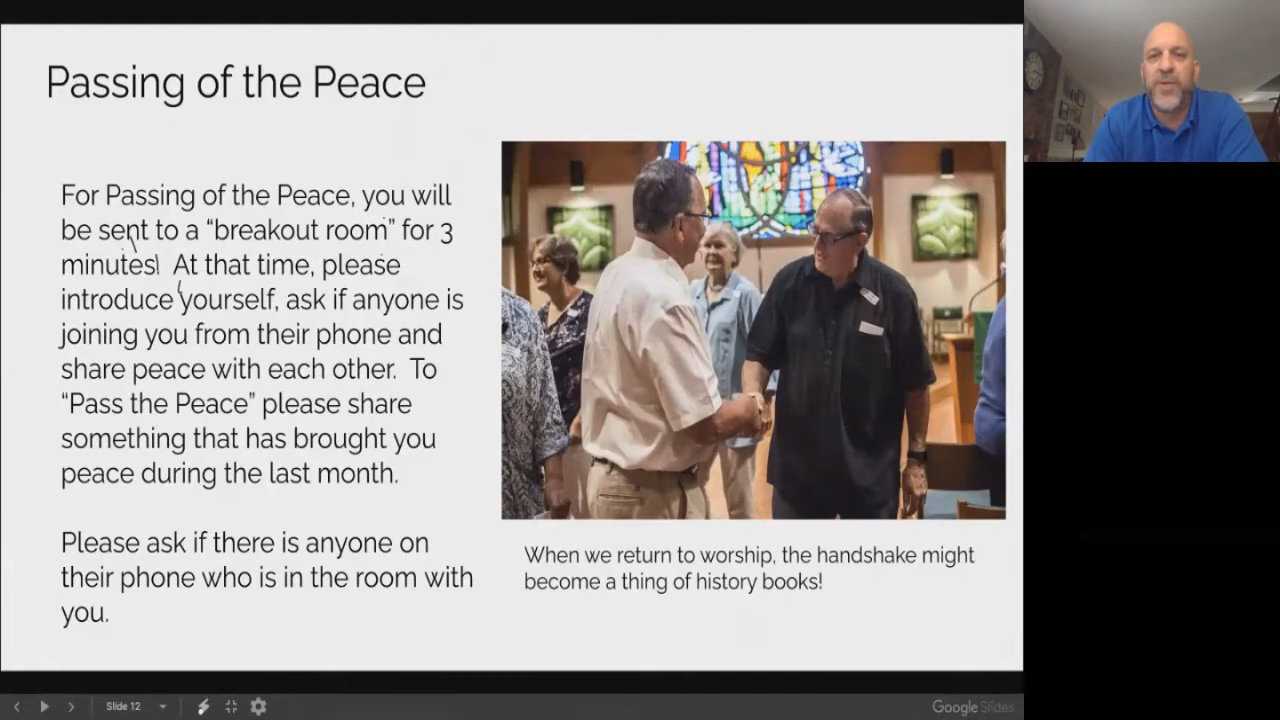 Passing of the Peace
For Passing of the Peace, you will
be sent to a “breakout room” for 3
minutes!  At that time, please
introduce yourself, ask if anyone is
joining you from their phone and
share peace with each other.  To
“Pass the Peace” please share
something that has brought you
peace during the last month.
Please ask if there is anyone on
their phone who is in the room with
you.
When we return to worship, the handshake might
become a thing of history books!
Slide 12
Google Slides